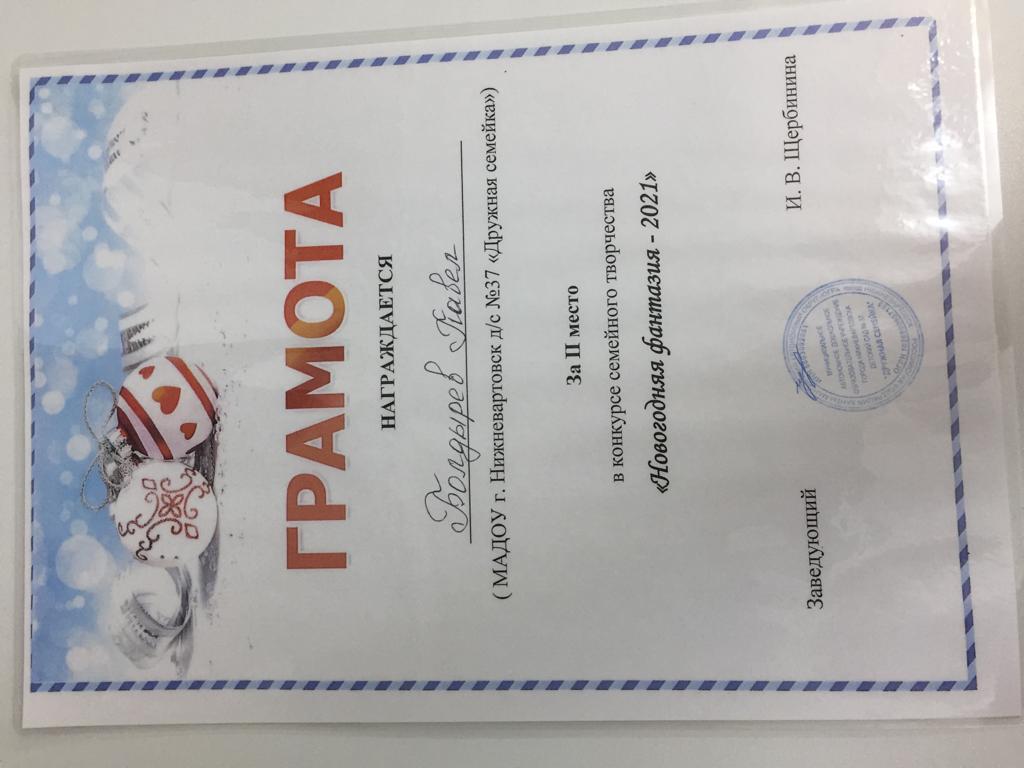 ГРАМОТА
НАГРАЖДАЕТСЯ
Болдырев Павел
( МАДОУ г. Нижневартовск д/с №37 «Дружная семейка»)
За II место
в конкурсе семейного творчества
«Новогодняя фантазия - 2021»
Заведующий И. В. Щербинина